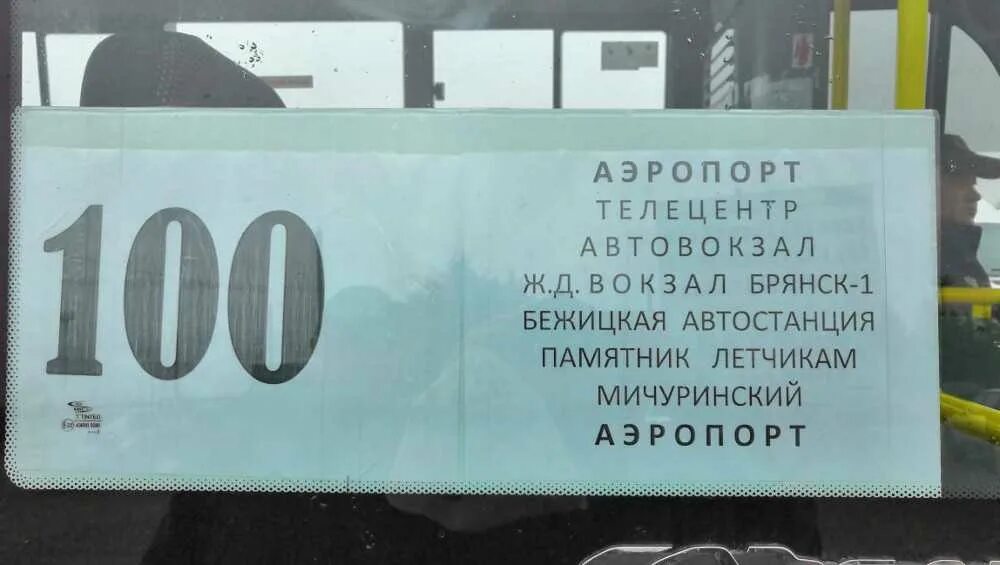 100
АЭРОПОРТ
ТЕЛЕЦЕНТР
АВТОВОКЗАЛ
Ж.Д. ВОКЗАЛ БРЯНСК-1
БЕЖИЦКАЯ АВТОСТАНЦИЯ
ПАМЯТНИК ЛЕТЧИКАМ
МИЧУРИНСКИЙ
АЭРОПОРТ